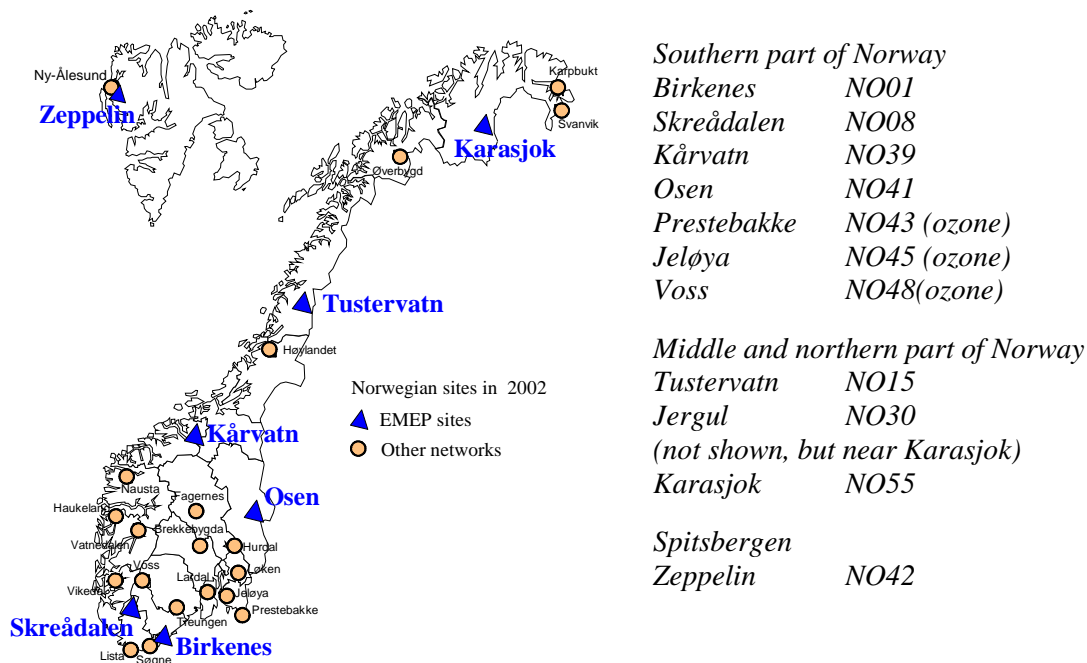 Ny-Ålesund
Zeppelin
Karpbukt
Svanvik
Karasjok
Øverbygd
Tustervatn
Høylandet
Norwegian sites in 2002
EMEP sites
Other networks
Kårvatn
Nausta
Fagernes
Osen
Haukeland
Brekkebygda
Vatnedalen
Hurdal
Voss
Løken
Lardal
Vikedal
Jeløya
Prestebakke
Treungen
Skreådalen
Birkenes
Lista
Søgne
Southern part of Norway
Birkenes NO01
Skreådalen NO08
Kårvatn NO39
Osen NO41
Prestebakke NO43 (ozone)
Jeløya NO45 (ozone)
Voss NO48(ozone)
Middle and northern part of Norway
Tustervatn NO15
Jergul NO30
(not shown, but near Karasjok)
Karasjok NO55
Spitsbergen
Zeppelin NO42